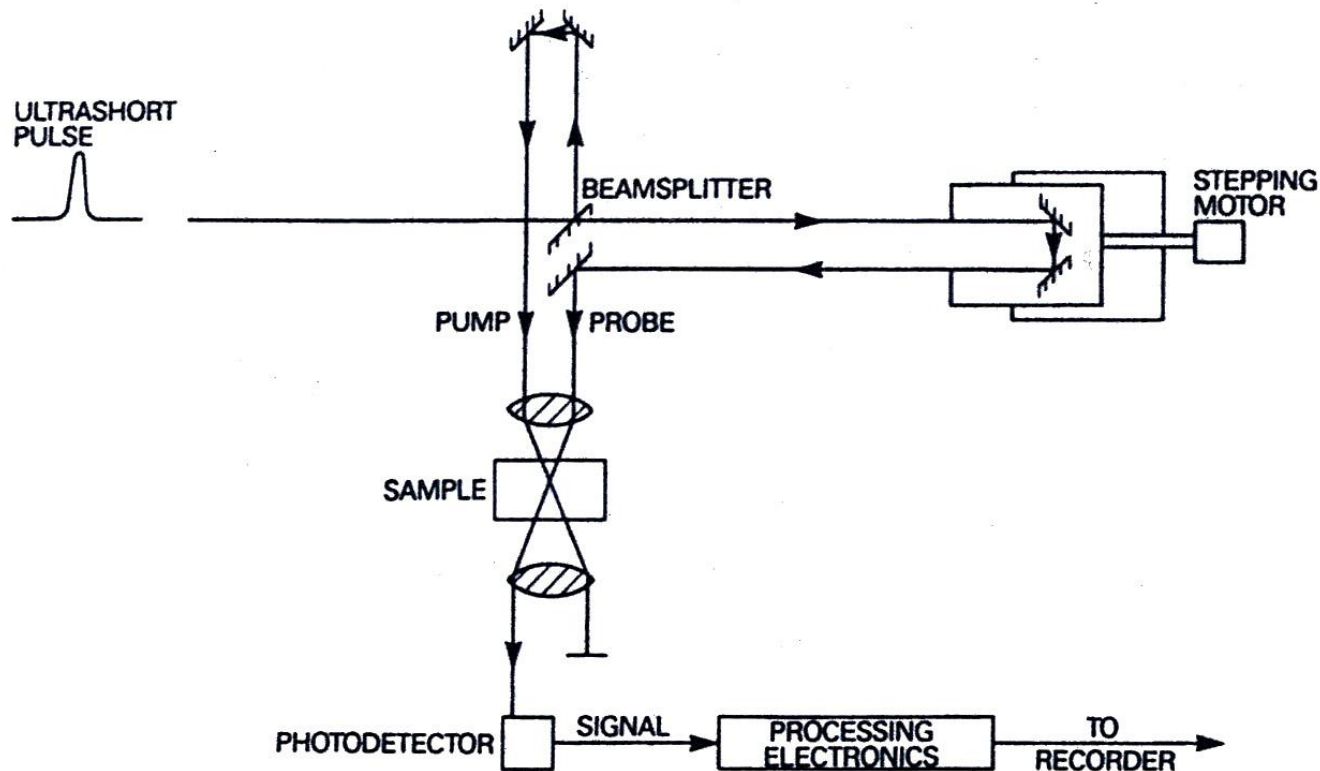 ULTRASHORT
PULSE
BEAMSPLITTER
STEPPING
MOTOR
PUMP
PROBE
SAMPLE
PHOTODETECTOR
SIGNAL
PROCESSING
ELECTRONICS
TO
RECORDER